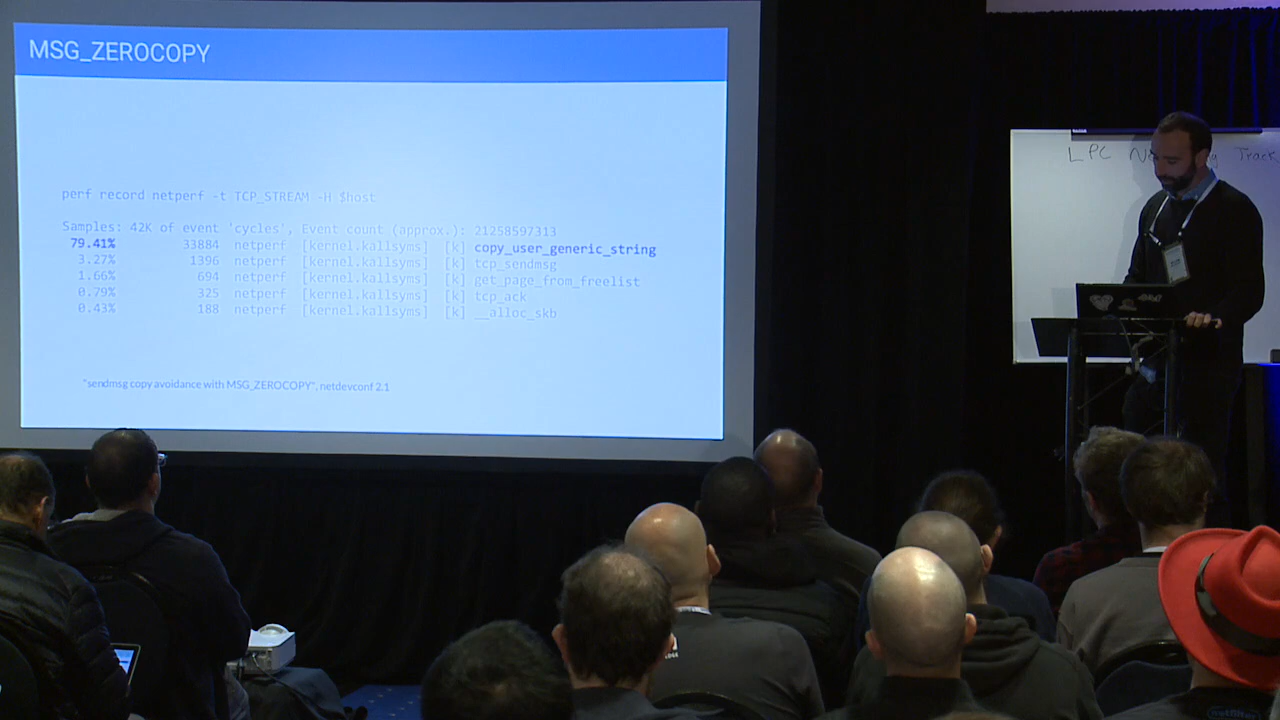 MSG_ZEROCOPY
perf record netperf -t TCP_STREAM -H $host
Samples: 42K of event 'cycles', Event count (approx.): 21258597313
79.41% 33884 netperf [kernel.kallsyms] [k] copy_user_generic_string
3.27% 1396 netperf [kernel.kallsyms] [k] tcp_sendmsg
1.66% 694 netperf [kernel.kallsyms] [k] get_page_from_freelist
0.79% 325 netperf [kernel.kallsyms] [k] tcp_ack
0.43% 188 netperf [kernel.kallsyms] [k] __alloc_skb
"sendmsg copy avoidance with MSG_ZEROCOPY", netdevconf 2.1
LPC Track